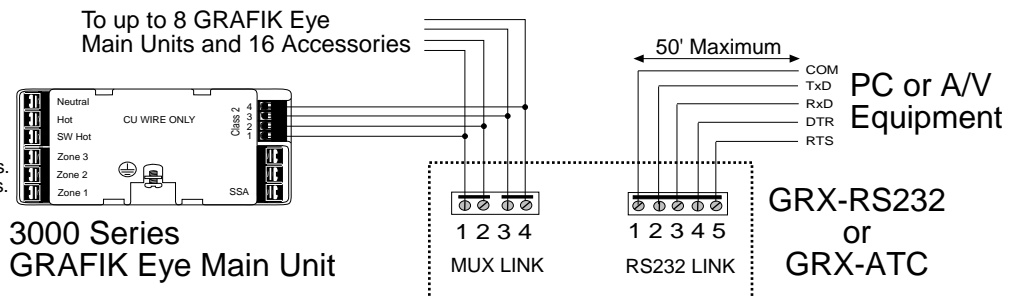 To up to 8 GRAFIK Eye
Main Units and 16 Accessories
50' Maximum
COM
TxD
RxD
DTR
RTS
PC or A/V
Equipment
Neutral
Hot
SW Hot
Zone 3
Zone 2
Zone 1
CU WIRE ONLY
Class 2
4
3
2
1
SSA
s.
s.
3000 Series
GRAFIK Eye Main Unit
1 2 3 4
MUX LINK
1 2 3 4 5
RS232 LINK
GRX-RS232
or
GRX-ATC